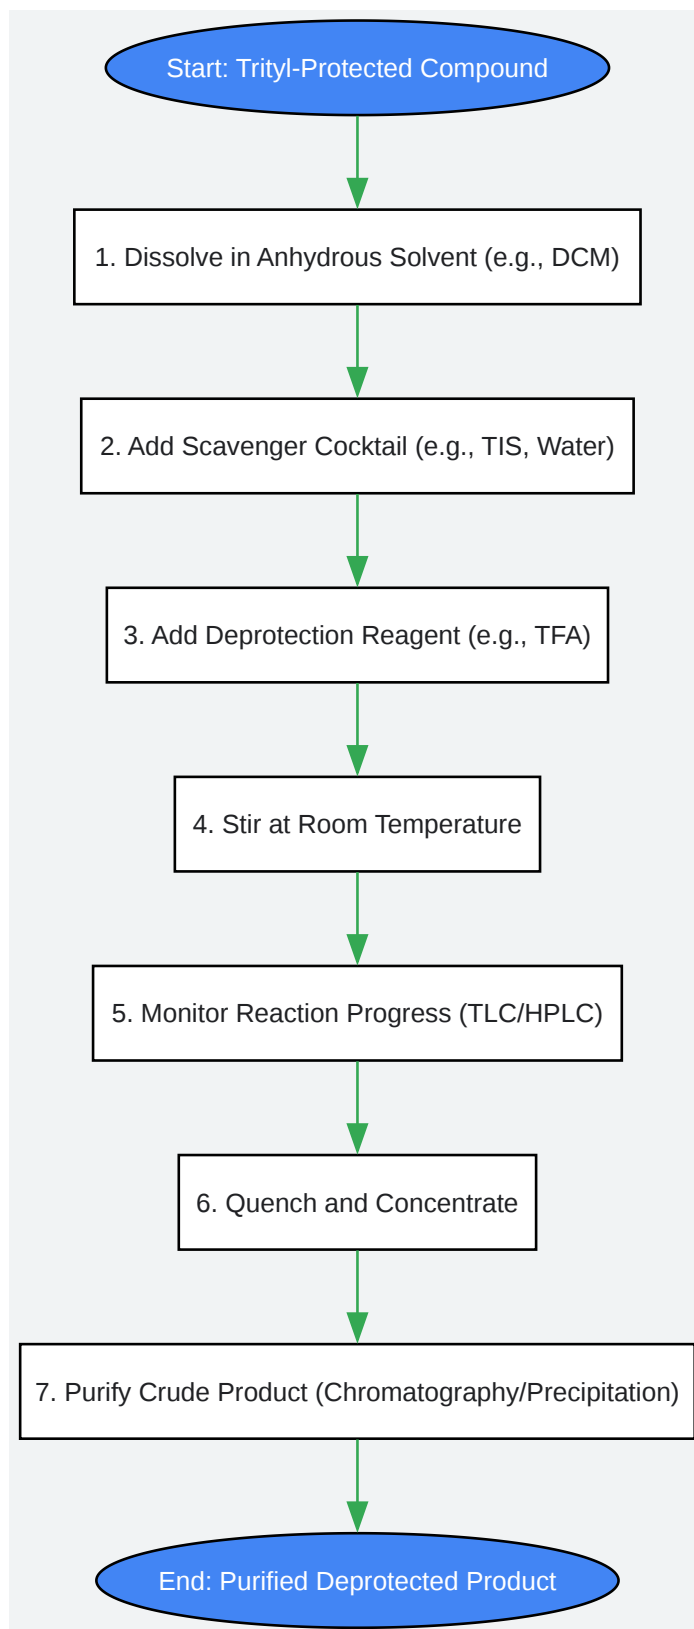 Start: Trityl-Protected Compound
1. Dissolve in Anhydrous Solvent (e.g., DCM)
2. Add Scavenger Cocktail (e.g., TIS, Water)
3. Add Deprotection Reagent (e.g., TFA)
4. Stir at Room Temperature
5. Monitor Reaction Progress (TLC/HPLC)
6. Quench and Concentrate
7. Purify Crude Product (Chromatography/Precipitation)
End: Purified Deprotected Product